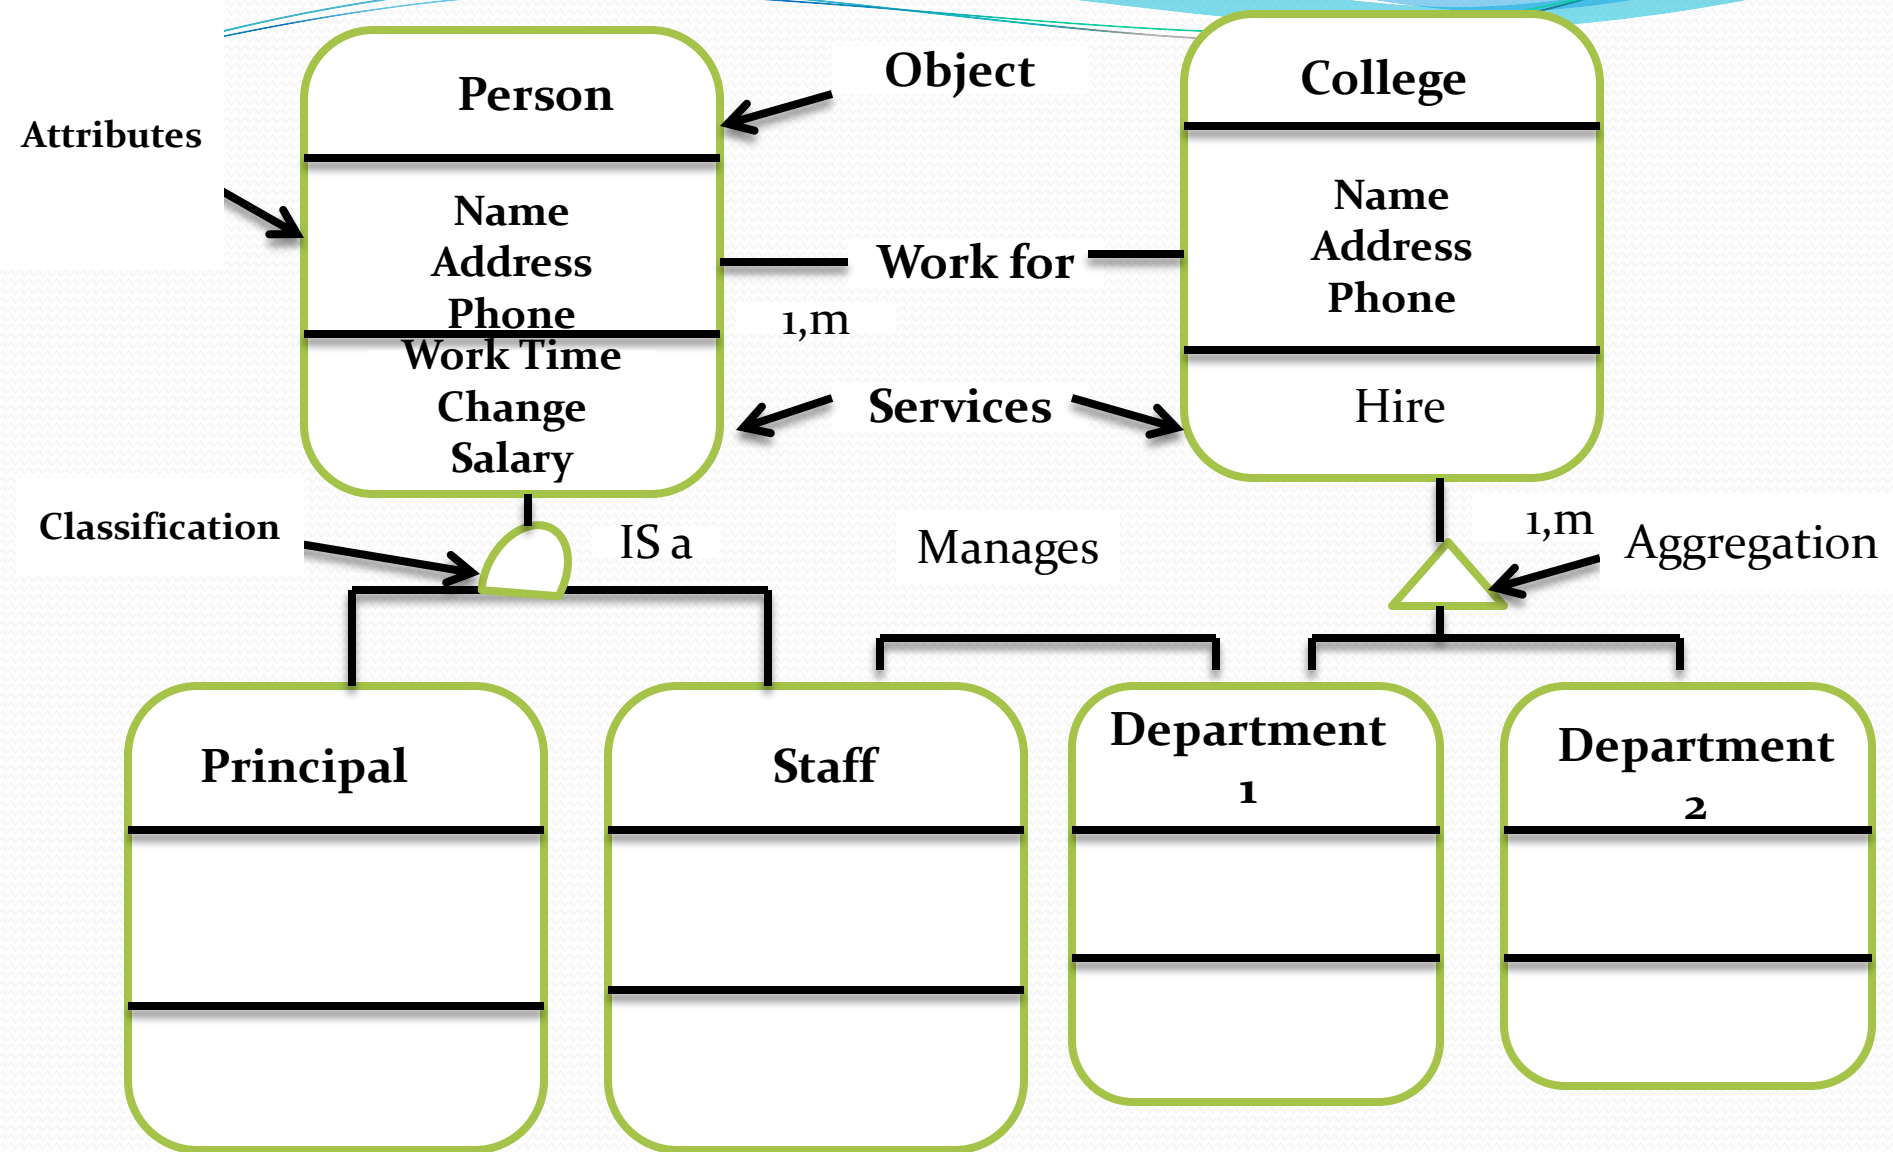 Object
College
Person
Attributes
Name
Address
Phone
Name
Address
Phone
Work for
1,m
Work Time
Change
Salary
Services
Hire
Classification
IS a
Manages
1,m
Aggregation
Principal
Staff
Department
1
Department
2